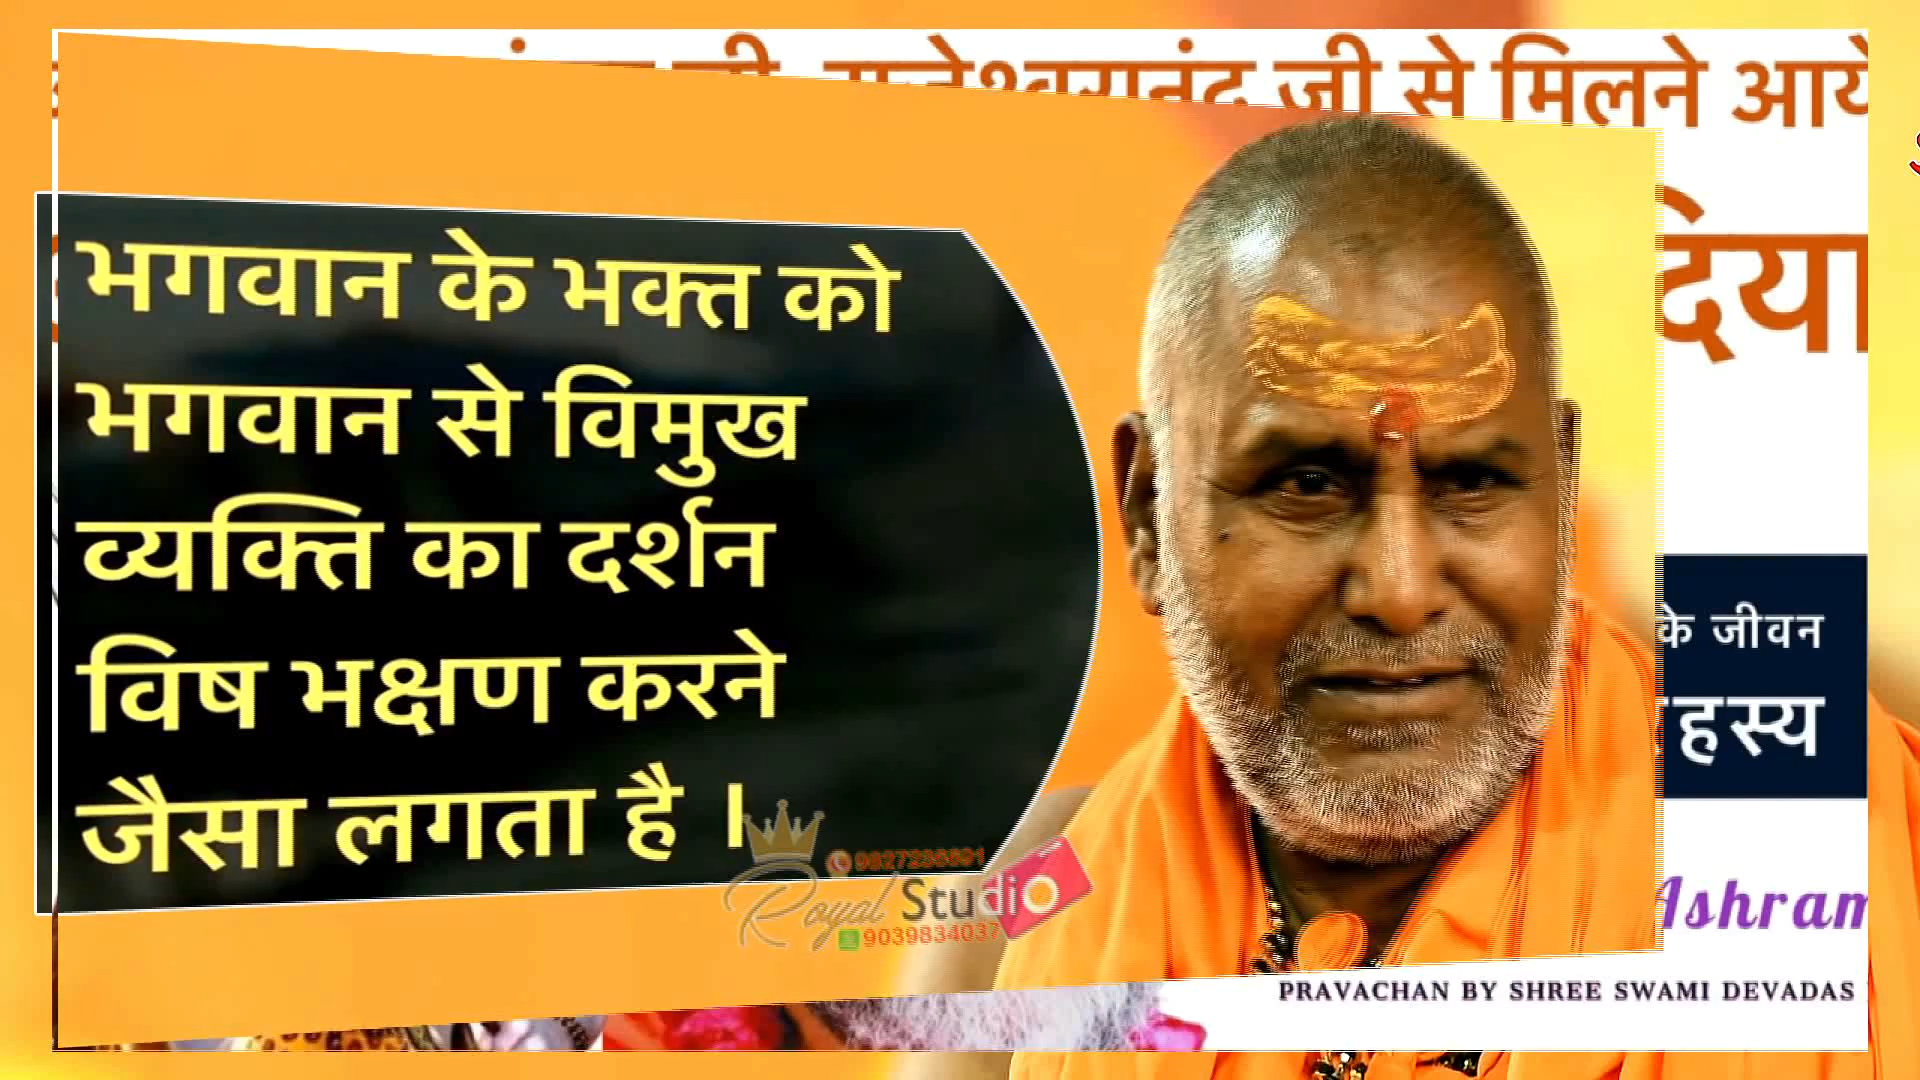 जी से मिलने आये
भगवान के भक्त को
भगवान से विमुख
व्यक्ति का दर्शन
विष भक्षण करने
जैसा लगता है ।
दिया
के जीवन
Royal Studio
9039834037
Ashram
PRAVACHAN BY SHREE SWAMI DEVADAS